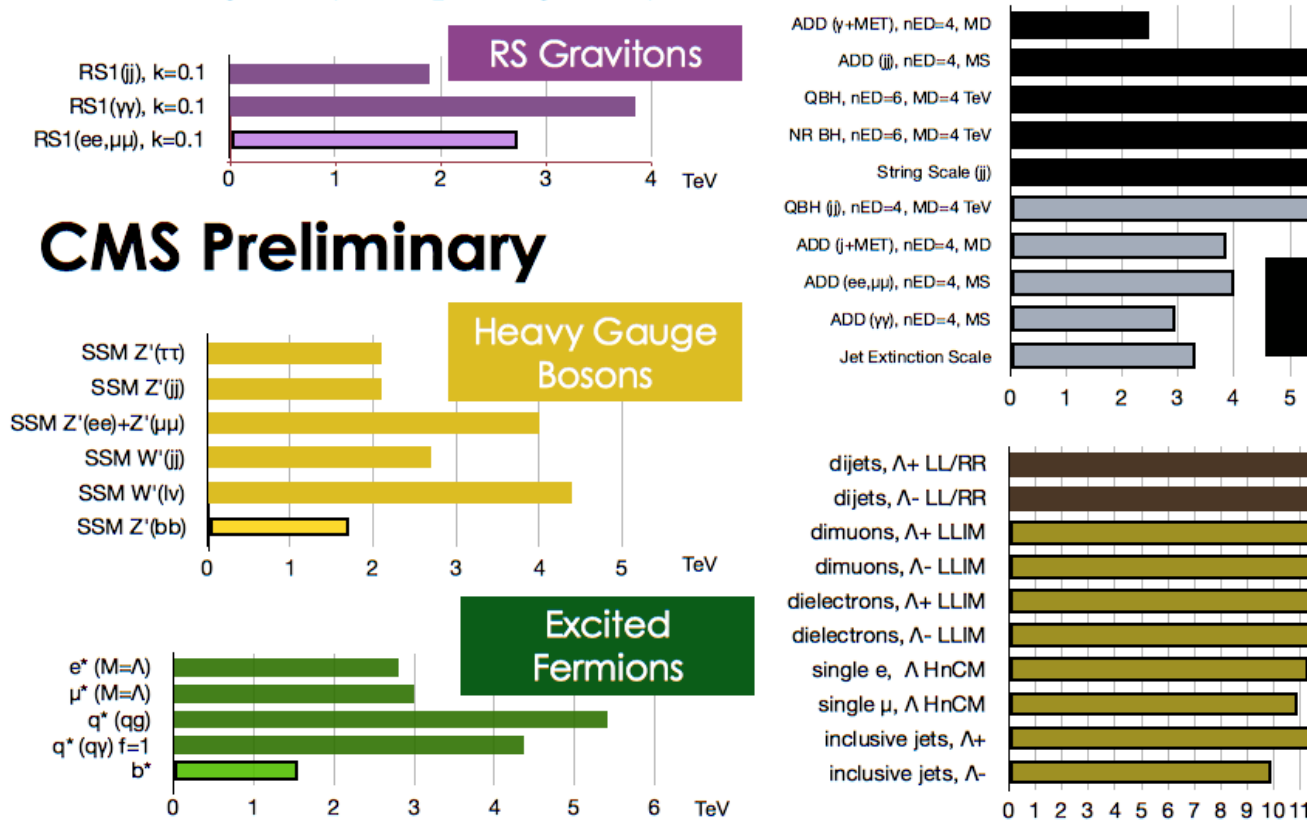 RS Gravitons
RS1(jj), k=0.1
RS1(γγ), k=0.1
RS1(ee,μμ), k=0.1
0 1 2 3 4 TeV
CMS Preliminary
Heavy Gauge
Bosons
SSM Z'(ττ)
SSM Z'(jj)
SSM Z'(ee)+Z'(μμ)
SSM W'(jj)
SSM W'(lv)
SSM Z'(bb)
0 1 2 3 4 5 TeV
Excited
Fermions
e* (M=Λ)
μ* (M=Λ)
q* (qg)
q* (qγ) f=1
b*
0 1 2 3 4 5 6 TeV
ADD (γ+MET), nED=4, MD
ADD (jj), nED=4, MS
QBH, nED=6, MD=4 TeV
NR BH, nED=6, MD=4 TeV
String Scale (jj)
QBH (jj), nED=4, MD=4 TeV
ADD (j+MET), nED=4, MD
ADD (ee,μμ), nED=4, MS
ADD (γγ), nED=4, MS
Jet Extinction Scale
0 1 2 3 4 5
dijets, Λ+ LL/RR
dijets, Λ- LL/RR
dimuons, Λ+ LLIM
dimuons, Λ- LLIM
dielectrons, Λ+ LLIM
dielectrons, Λ- LLIM
single e, Λ HnCM
single μ, Λ HnCM
inclusive jets, Λ+
inclusive jets, Λ-
0 1 2 3 4 5 6 7 8 9 10 11